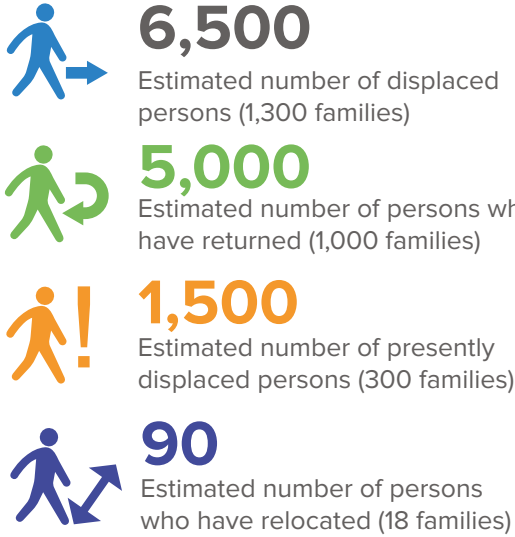 6,500
Estimated number of displaced
persons (1,300 families)
5,000
Estimated number of persons
have returned (1,000 families)
1,500
Estimated number of presently
displaced persons (300 families)
90
Estimated number of persons
who have relocated (18 families)